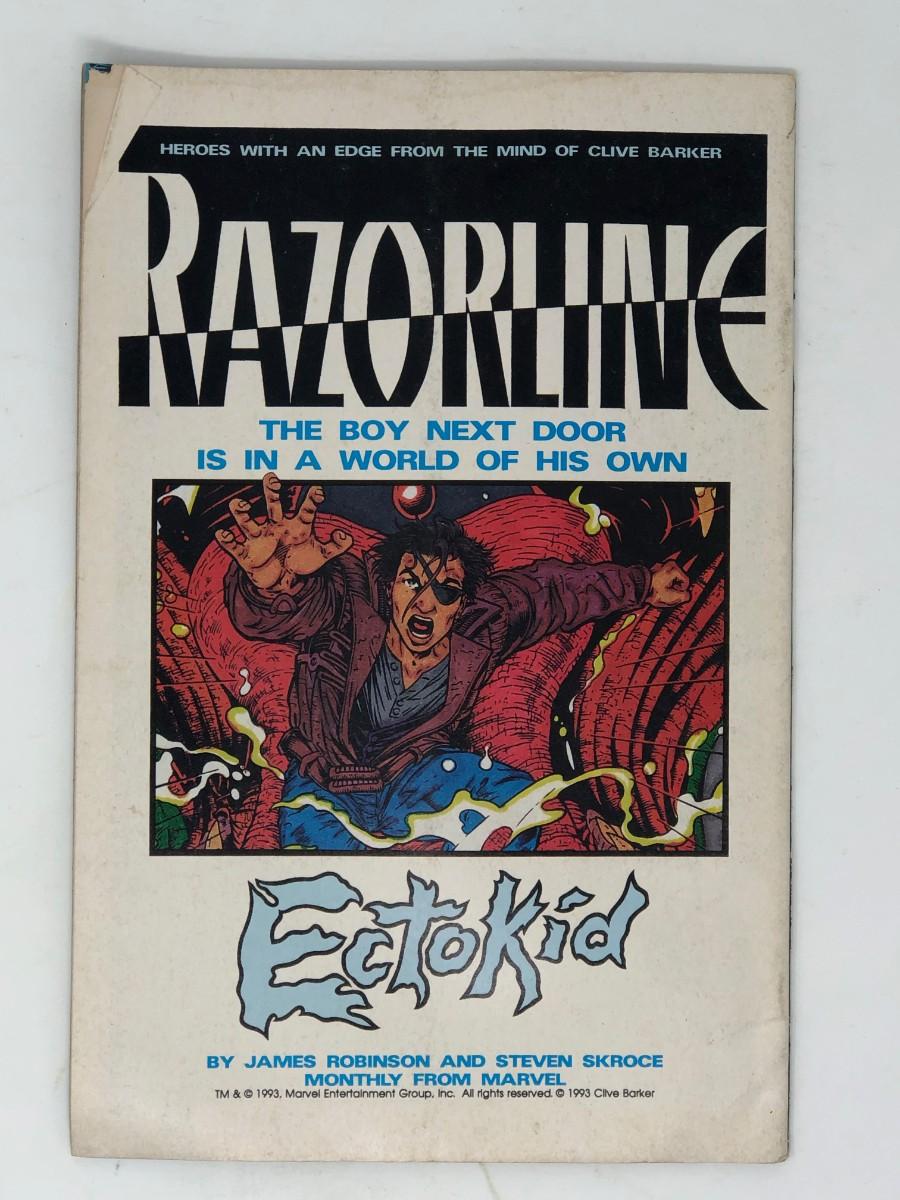 HEROES WITH AN EDGE FROM THE MIND OF CLIVE BARKER
RAZORLINE
THE BOY NEXT DOOR
IS IN A WORLD OF HIS OWN
EctoKid
BY JAMES ROBINSON AND STEVEN SKROCE
MONTHLY FROM MARVEL
TM & © 1993, Marvel Entertainment Group, Inc. All rights reserved. © 1993 Clive Barker